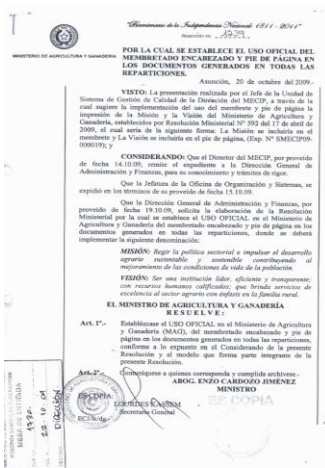 "Bicentenario de la Independencia Nacional: 1811 - 2011"
MINISTERIO DE AGRICULTURA Y GANADERIA
Resolución No. 1739.-
POR LA CUAL SE ESTABLECE EL USO OFICIAL DEL
MEMBRETADO ENCABEZADO Y PIE DE PÁGINA EN
LOS DOCUMENTOS GENERADOS EN TODAS LAS
REPARTICIONES.
Asunción, 20 de octubre del 2009.-
VISTO: La presentación realizada por el Jefe de la Unidad de
Sistema de Gestión de Calidad de la Dirección del MECIP, a través de la
cual sugiere la implementación del uso del membrete y pie de página la
impresión de la Misión y la Visión del Ministerio de Agricultura y
Ganadería, establecidos por Resolución Ministerial Nº 592 del 17 de abril de
2009, el cual sería de la siguiente forma: La Misión se incluiría en el
membrete y La Visión se incluiría en el pie de página, (Exp. Nº SMECIP09-
000019); y
CONSIDERANDO: Que el Director del MECIP, por proveído
de fecha 14.10.09, remite el expediente a la Dirección General de
Administración y Finanzas, para su conocimiento y trámites de rigor.
Que la Jefatura de la Oficina de Organización y Sistemas, se
expidió en los términos de su proveído de fecha 15.10.09.
Que la Dirección General de Administración y Finanzas, por
proveído de fecha 19.10.09, solicita la elaboración de la Resolución
Ministerial por la cual se establece el USO OFICIAL en el Ministerio de
Agricultura y Ganadería del membretado encabezado y pie de página en los
documentos generados en todas las reparticiones, donde se deberá
implementar la siguiente denominación:
MISIÓN: Regir la política sectorial e impulsar el desarrollo
agrario sustentable y sostenible contribuyendo al
mejoramiento de las condiciones de vida de la población.
VISIÓN: Ser una institución líder, eficiente y transparente;
con recursos humanos calificados; que brinda servicios de
excelencia al sector agrario con énfasis en la familia rural.
EL MINISTRO DE AGRICULTURA Y GANADERÍA
R E S U E L V E :
Art. 1º.- Establécese el USO OFICIAL en el Ministerio de Agricultura
y Ganadería (MAG), del membretado encabezado y pie de
página en los documentos generados en todas las reparticiones,
conforme a lo expuesto en el Considerando de la presente
Resolución y el modelo que forma parte integrante de la
presente Resolución.
Art. 2º.- Comuníquese a quienes corresponda y cumplida archívese.-
ABOG. ENZO CARDOZO JIMÉNEZ
MINISTRO
ES COPIA
LOURDES KASSEM
Secretaria General
ES COPIA
MESA DE ENTRADA